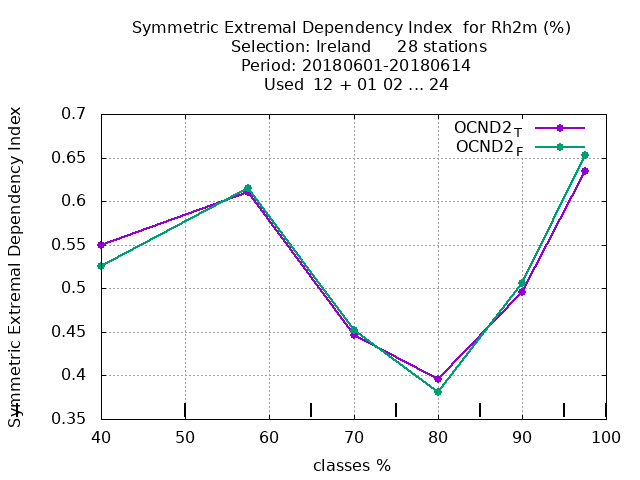 Symmetric Extremal Dependency Index  for Rh2m (%)
Selection: Ireland     28 stations
Period: 20180601-20180614
Used  12 + 01 02 ... 24
Symmetric Extremal Dependency Index
0.7
0.65
0.6
0.55
0.5
0.45
0.4
0.35
OCND2T
OCND2F
40 50 60 70 80 90 100
classes %